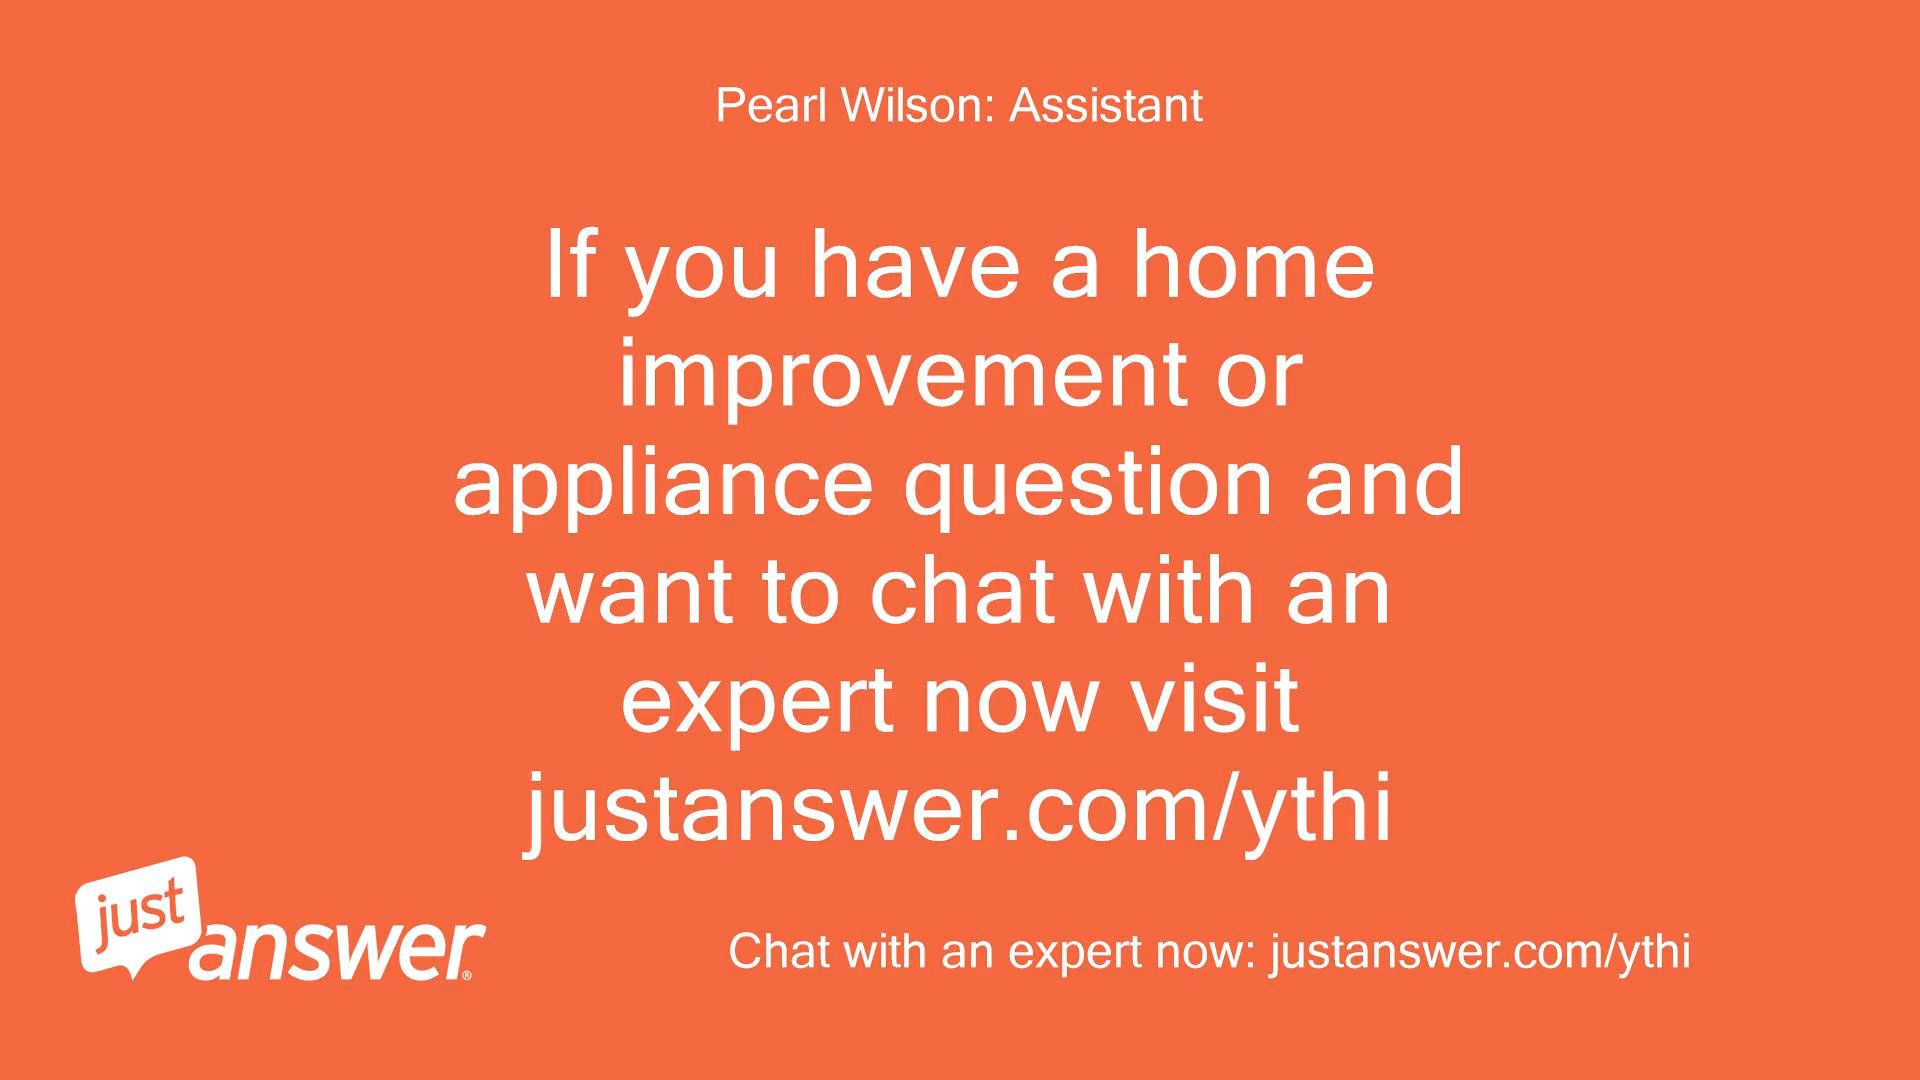 Pearl Wilson: Assistant
If you have a home
improvement or
appliance question and
want to chat with an
expert now visit
justanswer.com/ythi
just
answer®
Chat with an expert now: justanswer.com/ythi